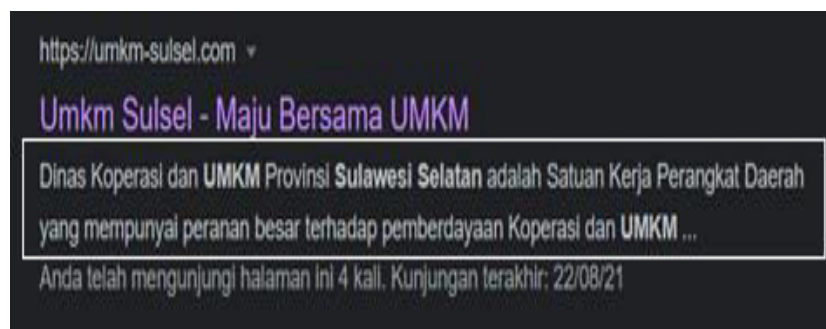 https://umkm-sulsel.com
Umkm Sulsel - Maju Bersama UMKM
Dinas Koperasi dan UMKM Provinsi Sulawesi Selatan adalah Satuan Kerja Perangkat Daerah
yang mempunyai peranan besar terhadap pemberdayaan Koperasi dan UMKM ...
Anda telah mengunjungi halaman ini 4 kali. Kunjungan terakhir: 22/08/21